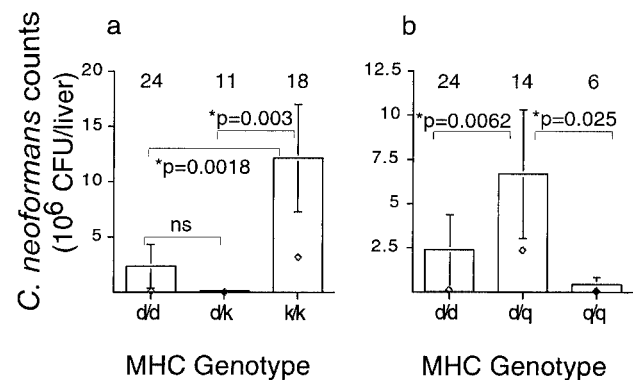 a
b
C. neoformans counts
(10⁶ CFU/liver)
20
15
10
5
24
11
18
*p=0.003
*p=0.0018
ns
d/d
d/k
k/k
MHC Genotype
12.5
10
7.5
5
2.5
24
14
6
*p=0.0062
*p=0.025
d/d
d/q
q/q
MHC Genotype